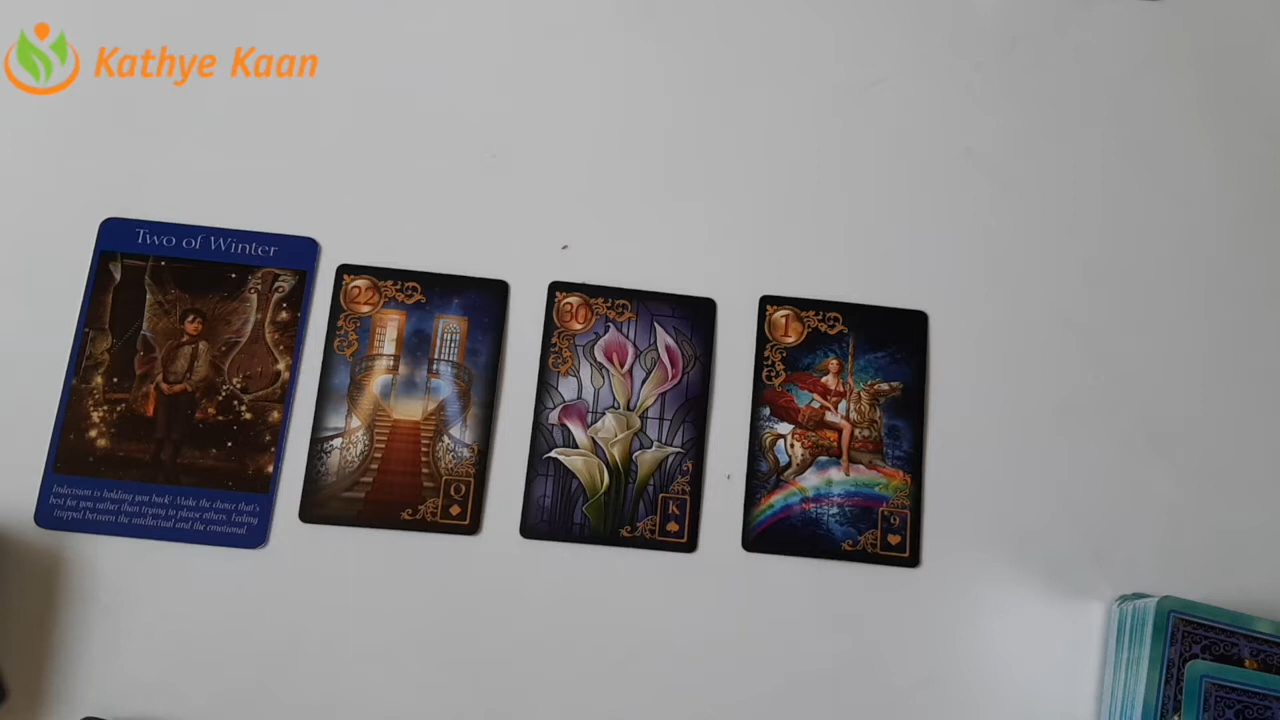 Kathye Kaan
Two of Winter
Indecision is holding you back! Make the choice that's
best for you rather than trying to please others. Feeling
trapped between the intellectual and the emotional.
22
Q
30
K
1
9